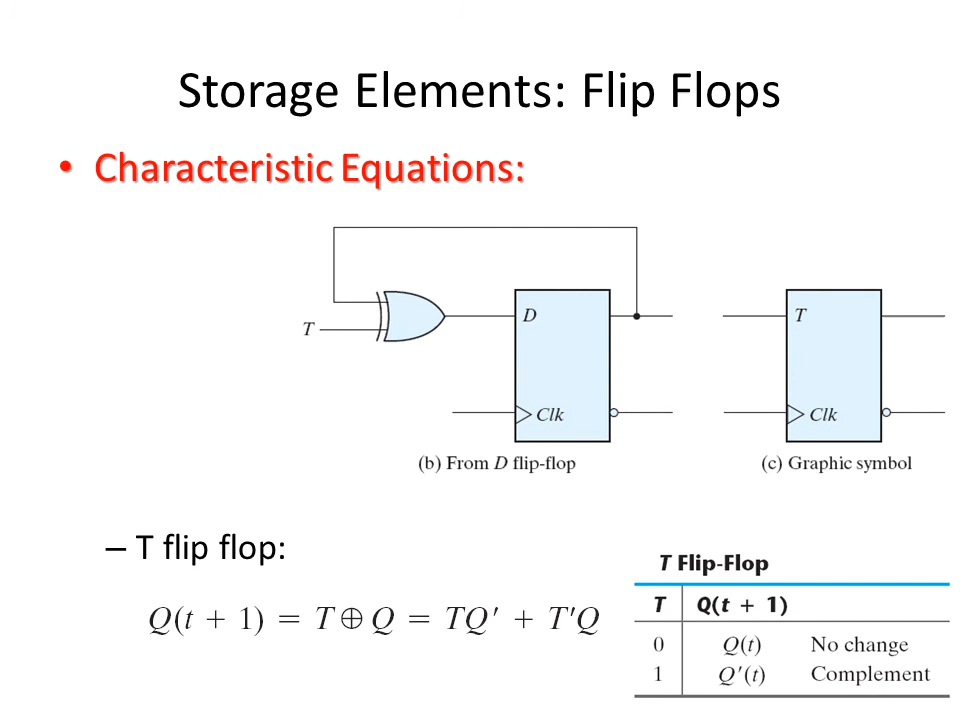 Storage Elements: Flip Flops
• Characteristic Equations:
T
D
Clk
(b) From D flip-flop
T
Clk
(c) Graphic symbol
– T flip flop:
Q(t + 1) = T ⊕ Q = TQ′ + T′Q
T Flip-Flop
T Q(t + 1)
0 Q(t) No change
1 Q′(t) Complement